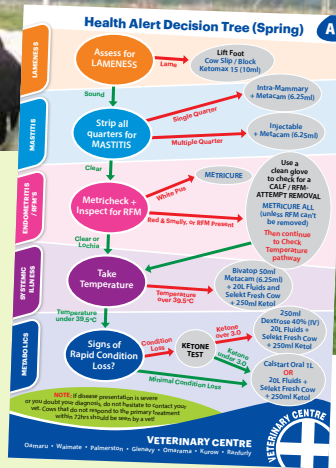 Health Alert Decision Tree (Spring)
A
LAMENESS
Assess for
LAMENESS
Lame
Lift Foot
Cow Slip / Block
Ketomax 15 (10ml)
Sound
MASTITIS
Strip all
quarters for
MASTITIS
Single Quarter
Intra-Mammary
+ Metacam (6.25ml)
Multiple Quarter
Injectable
+ Metacam (6.25ml)
Clear
ENDOMETRITIS
/ RFM'S
Metricheck +
Inspect for RFM
White Pus
METRICURE
Red & Smelly, or RFM Present
Use a
clean glove
to check for a
CALF / RFM-
ATTEMPT REMOVAL
METRICURE ALL
(unless RFM can't
be removed)
Then continue
to Check
Temperature
pathway
Clear or
Lochia
SYSTEMIC
ILLNESS
Take
Temperature
Temperature
over 39.5°C
Bivatop 50ml
Metacam (6.25ml)
+ 20L Fluids and
Selekt Fresh Cow
+ 250ml Ketol
Temperature
under 39.5°C
METABOLICS
Signs of
Rapid Condition
Loss?
Condition
Loss
KETONE
TEST
Ketone
over 3.0
250ml
Dextrose 40% (IV)
20L Fluids +
Selekt Fresh Cow
+ 250ml Ketol
Ketone
under 3.0
Minimal Condition Loss
Calstart Oral 1L
OR
20L Fluids +
Selekt Fresh Cow
+ 250ml Ketol
NOTE: if disease presentation is severe
or you doubt your diagnosis, do not hesitate to contact your
vet. Cows that do not respond to the primary treatment
within 72hrs should be seen by a vet!
VETERINARY CENTRE
Oamaru • Waimate • Palmerston • Glenavy • Omarama • Kurow • Ranfurly
VETERINARY CENTRE